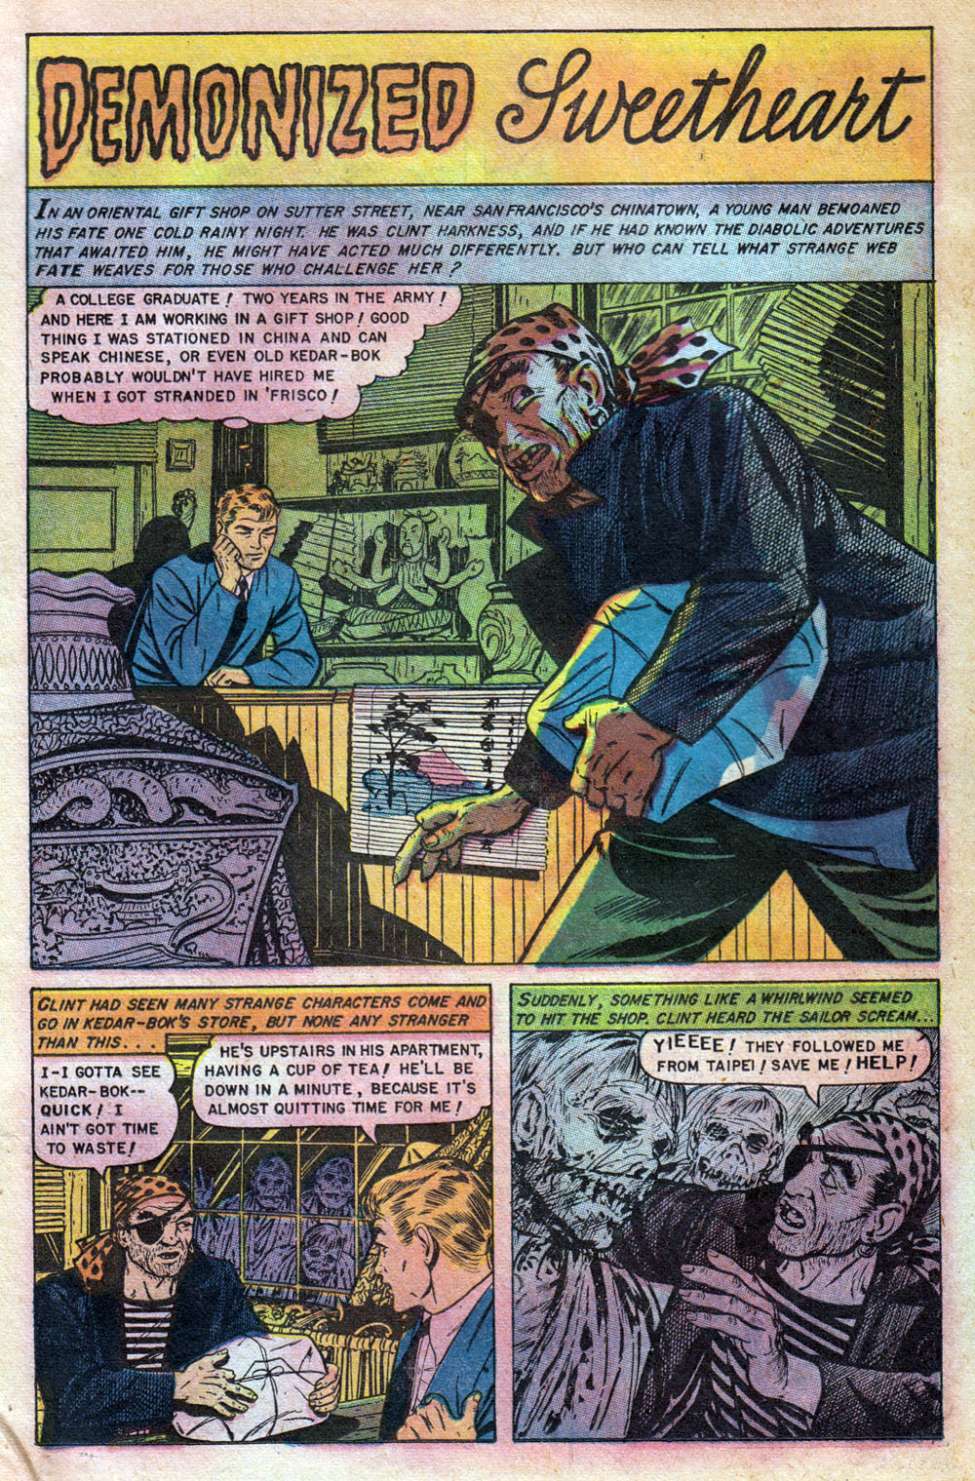 DEMONIZED Sweetheart
IN AN ORIENTAL GIFT SHOP ON SUTTER STREET, NEAR SAN FRANCISCO'S CHINATOWN, A YOUNG MAN BEMOANED
HIS FATE ONE COLD RAINY NIGHT. HE WAS CLINT HARKNESS, AND IF HE HAD KNOWN THE DIABOLIC ADVENTURES
THAT AWAITED HIM, HE MIGHT HAVE ACTED MUCH DIFFERENTLY. BUT WHO CAN TELL WHAT STRANGE WEB
FATE WEAVES FOR THOSE WHO CHALLENGE HER?
A COLLEGE GRADUATE! TWO YEARS IN THE ARMY!
AND HERE I AM WORKING IN A GIFT SHOP! GOOD
THING I WAS STATIONED IN CHINA AND CAN
SPEAK CHINESE, OR EVEN OLD KEDAR-BOK
PROBABLY WOULDN'T HAVE HIRED ME
WHEN I GOT STRANDED IN 'FRISCO!
CLINT HAD SEEN MANY STRANGE CHARACTERS COME AND
GO IN KEDAR-BOK'S STORE, BUT NONE ANY STRANGER
THAN THIS...
I-I GOTTA SEE
KEDAR-BOK--
QUICK! I
AIN'T GOT TIME
TO WASTE!
HE'S UPSTAIRS IN HIS APARTMENT,
HAVING A CUP OF TEA! HE'LL BE
DOWN IN A MINUTE, BECAUSE IT'S
ALMOST QUITTING TIME FOR ME!
SUDDENLY, SOMETHING LIKE A WHIRLWIND SEEMED
TO HIT THE SHOP. CLINT HEARD THE SAILOR SCREAM...
YIEEEE! THEY FOLLOWED ME
FROM TAIPEI! SAVE ME! HELP!